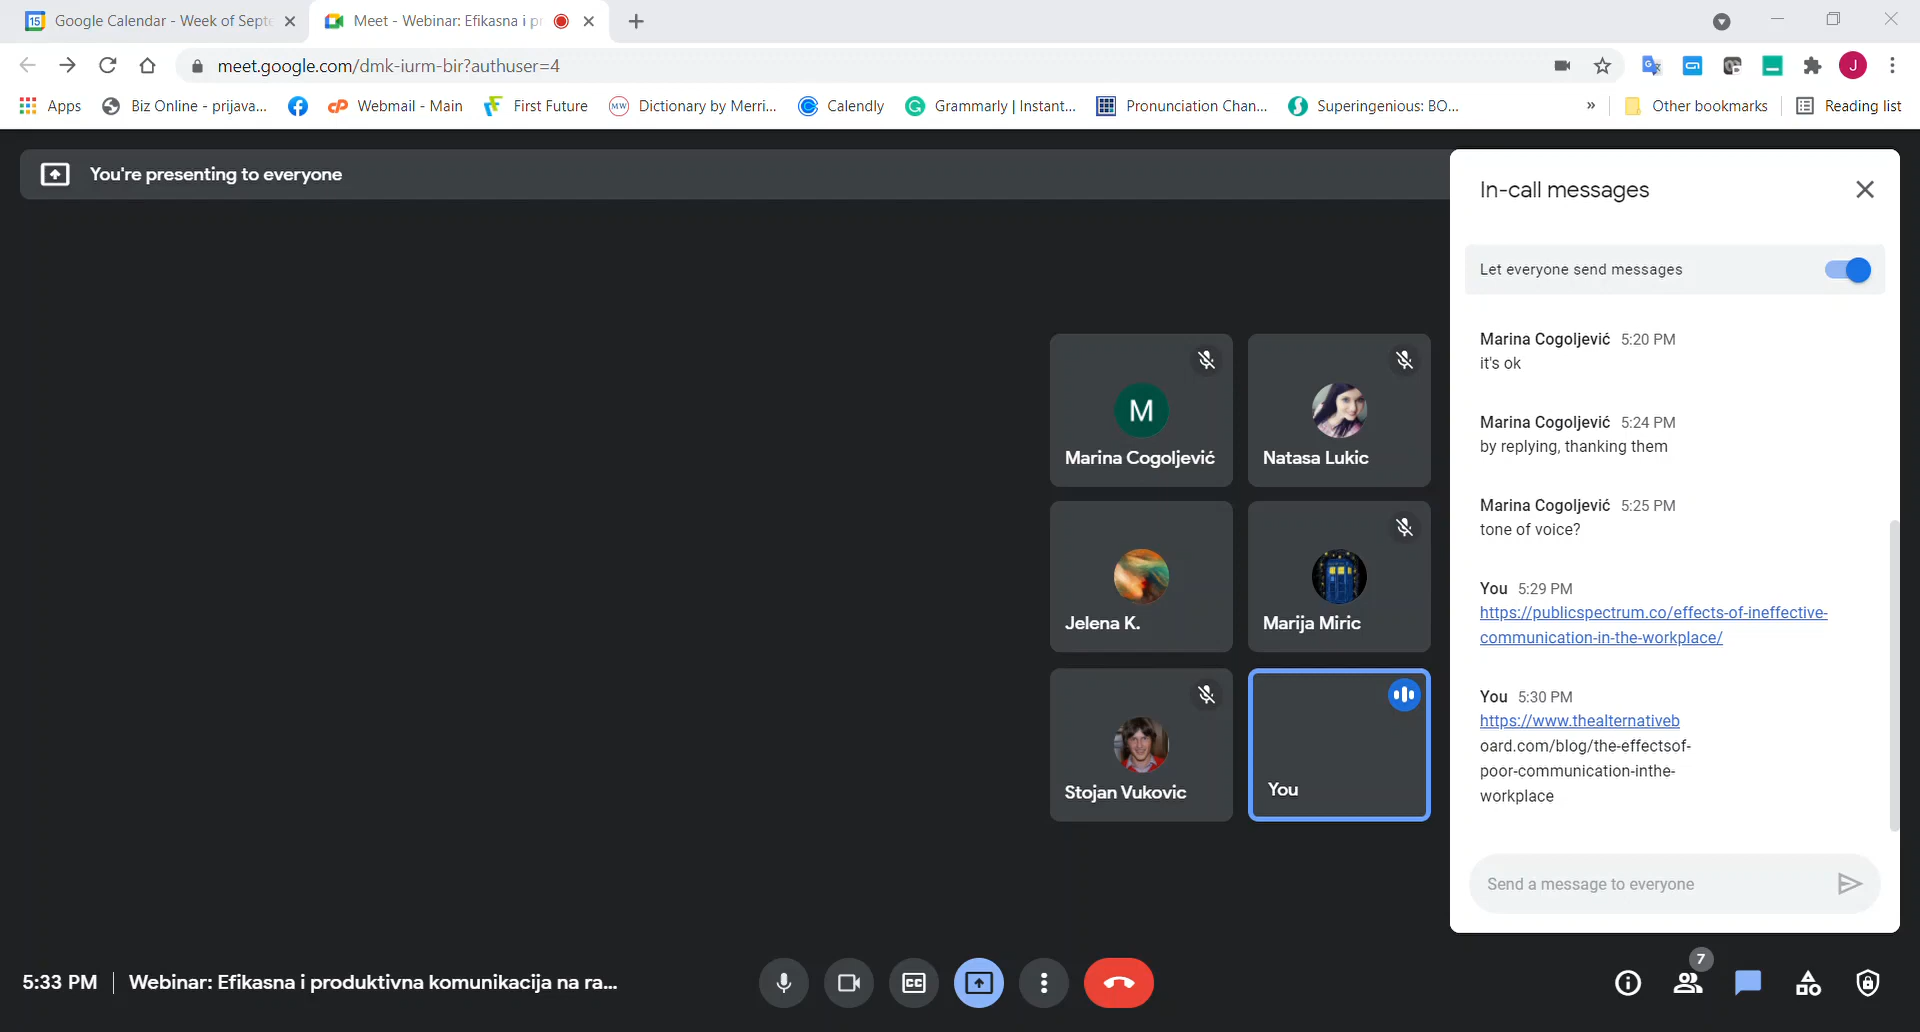 Google Calendar - Week of Septe
Meet - Webinar: Efikasna i pr
meet.google.com/dmk-iurm-bir?authuser=4
Apps
Biz Online - prijava...
Webmail - Main
First Future
MW
Dictionary by Merri...
Calendly
Grammarly | Instant...
Pronunciation Chan...
Superingenious: BO...
»
Other bookmarks
Reading list
J
You're presenting to everyone
In-call messages
Let everyone send messages
Marina Cogoljević 5:20 PM
it's ok
Marina Cogoljević 5:24 PM
by replying, thanking them
Marina Cogoljević 5:25 PM
tone of voice?
You 5:29 PM
https://publicspectrum.co/effects-of-ineffective-
communication-in-the-workplace/
You 5:30 PM
https://www.thealternativeb
oard.com/blog/the-effectsof-
poor-communication-inthe-
workplace
Send a message to everyone
M
Marina Cogoljević
Natasa Lukic
Jelena K.
Marija Miric
Stojan Vukovic
You
5:33 PM
Webinar: Efikasna i produktivna komunikacija na ra...
CC
7